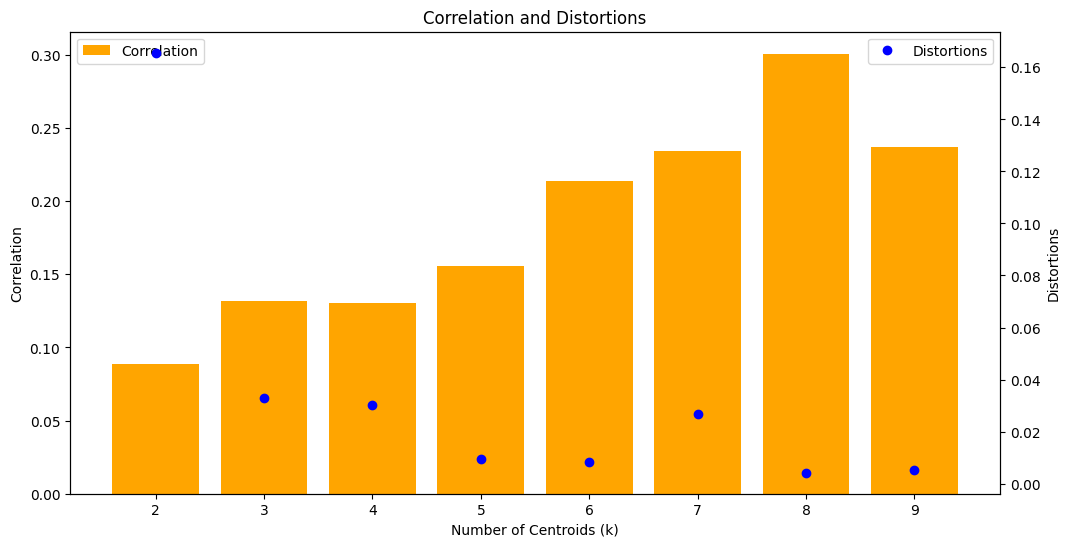 Correlation and Distortions
Correlation
Distortions
0.30
0.25
0.20
0.15
0.10
0.05
0.00
Correlation
0.16
0.14
0.12
0.10
0.08
0.06
0.04
0.02
0.00
Distortions
2 3 4 5 6 7 8 9
Number of Centroids (k)